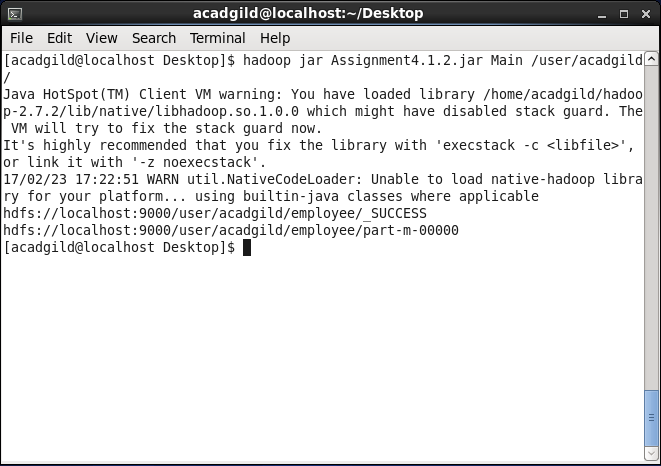 acadgild@localhost:~/Desktop
File Edit View Search Terminal Help
[acadgild@localhost Desktop]$ hadoop jar Assignment4.1.2.jar Main /user/acadgild
/
Java HotSpot(TM) Client VM warning: You have loaded library /home/acadgild/hadoo
p-2.7.2/lib/native/libhadoop.so.1.0.0 which might have disabled stack guard. The
 VM will try to fix the stack guard now.
It's highly recommended that you fix the library with 'execstack -c <libfile>',
or link it with '-z noexecstack'.
17/02/23 17:22:51 WARN util.NativeCodeLoader: Unable to load native-hadoop libra
ry for your platform... using builtin-java classes where applicable
hdfs://localhost:9000/user/acadgild/employee/_SUCCESS
hdfs://localhost:9000/user/acadgild/employee/part-m-00000
[acadgild@localhost Desktop]$